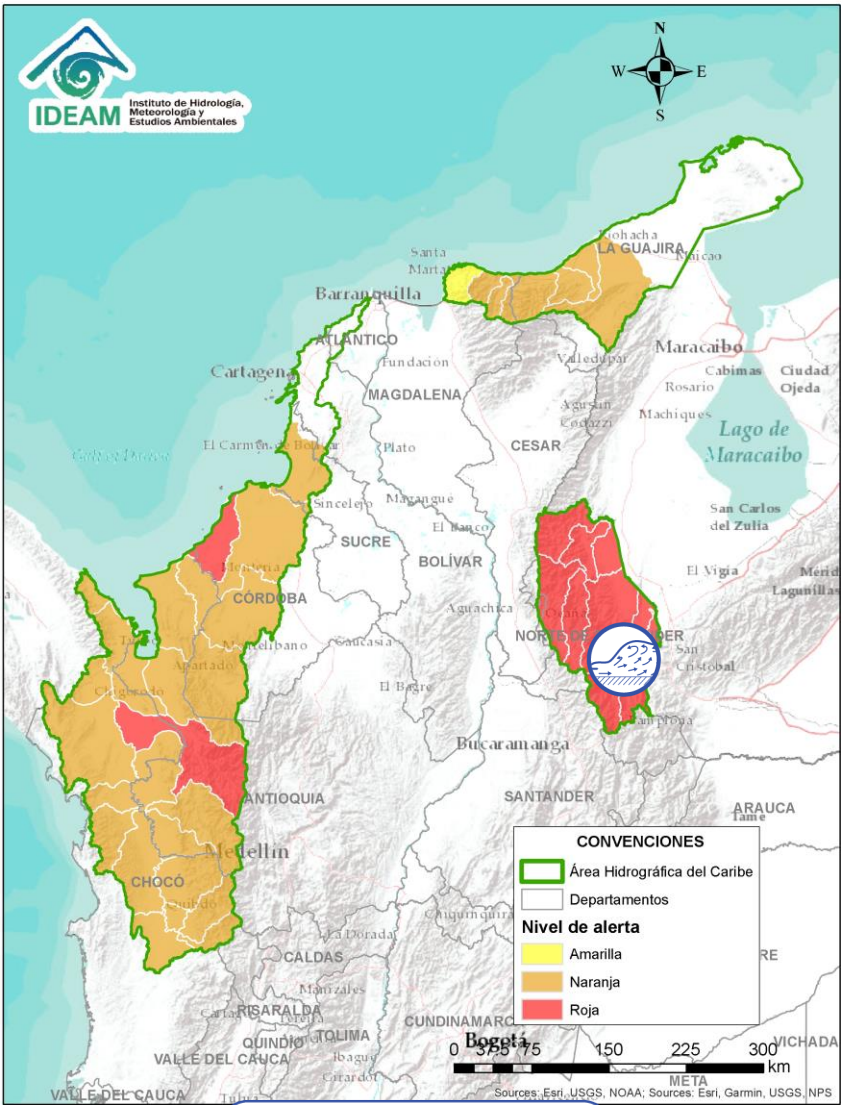 IDEAM
Instituto de Hidrología,
Meteorología y
Estudios Ambientales
N
W
E
S
Riohacha
LA GUAJIRA
Maicao
Santa
Marta
Barranquilla
ATLÁNTICO
Fundación
Cartagena
MAGDALENA
Valledupar
Maracaibo
Cabimas
Ciudad
Ojeda
Rosario
Machiques
Agustín
Codazzi
Lago de
Maracaibo
El Carmen de Bolívar
Plato
CESAR
Sincelejo
Magangué
San Carlos
del Zulia
SUCRE
El Banco
BOLÍVAR
El Vigía
Mérid
Lagunillas
Montería
CÓRDOBA
Aguachica
Ocaña
NORTE DE
DER
San
Cristóbal
Montelíbano
Caucasia
Apartadó
Chigorodó
El Bagre
Pamplona
Bucaramanga
ANTIOQUIA
SANTANDER
ARAUCA
Tame
Medellín
CHOCÓ
Quibdó
Chiquinquirá
La Dorada
CALDAS
Manizales
RISARALDA
Pereira
CUNDINAMARC
QUINDÍO
TOLIMA
Bogotá
Ibagué
VALLE DEL CAUCA
Girardot
VICHADA
META
VALLE DEL CAUCA
Tuluá
RE
CONVENCIONES
Área Hidrográfica del Caribe
Departamentos
Nivel de alerta
Amarilla
Naranja
Roja
0 37,5 75 150 225 300
km
Sources: Esri, USGS, NOAA; Sources: Esri, Garmin, USGS, NPS